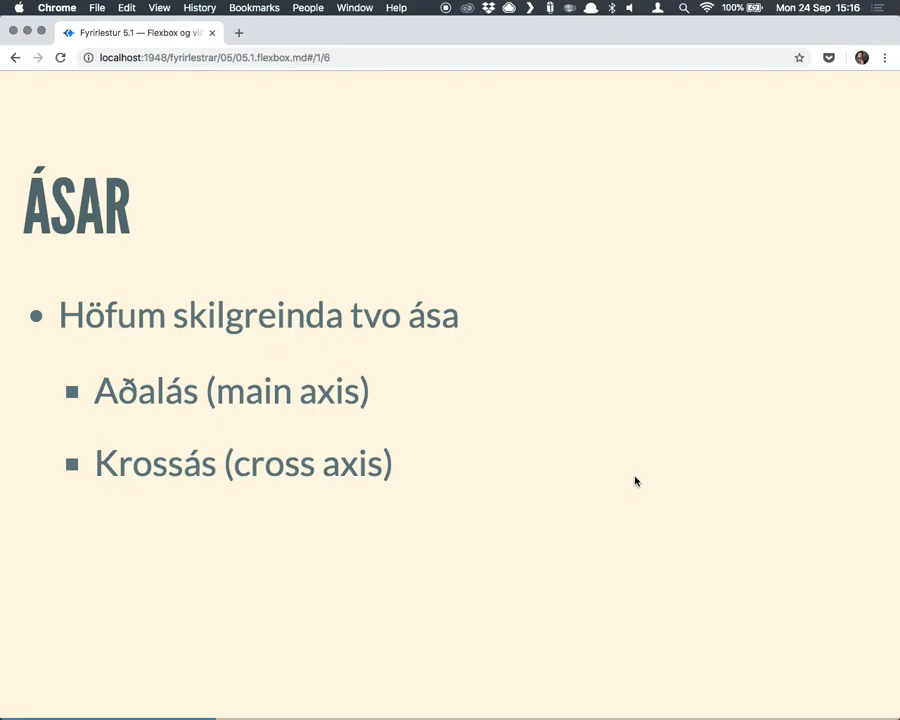 Chrome File Edit View History Bookmarks People Window Help 100% Mon 24 Sep 15:16
Fyrirlestur 5.1 — Flexbox og vi
localhost:1948/fyrirlestrar/05/05.1.flexbox.md#/1/6
ÁSAR
Höfum skilgreinda tvo ása
Aðalás (main axis)
Krossás (cross axis)